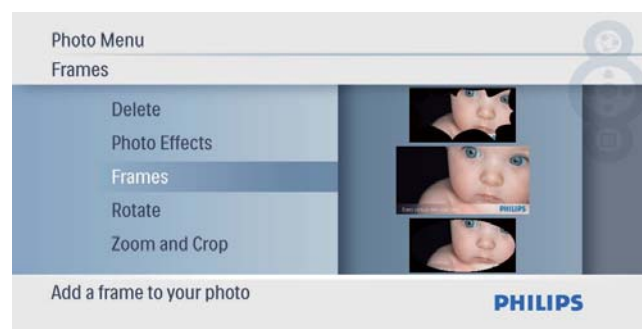 Photo Menu
Frames
Delete
Photo Effects
Frames
Rotate
Zoom and Crop
PHILIPS
Add a frame to your photo
PHILIPS